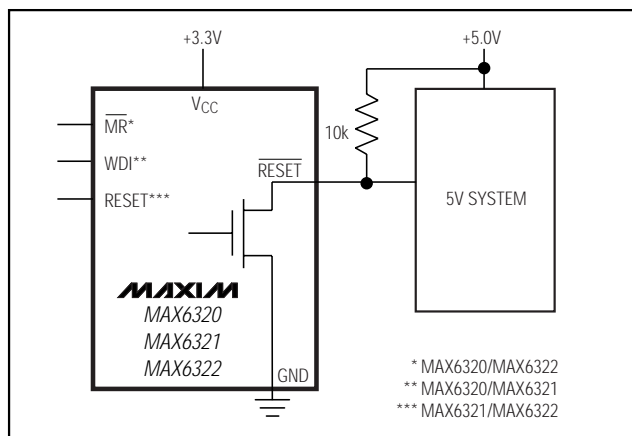 +3.3V
+5.0V
VCC
MR*
10k
WDI**
RESET
RESET***
5V SYSTEM
MAXIM
MAX6320
MAX6321
MAX6322
GND
* MAX6320/MAX6322
** MAX6320/MAX6321
*** MAX6321/MAX6322